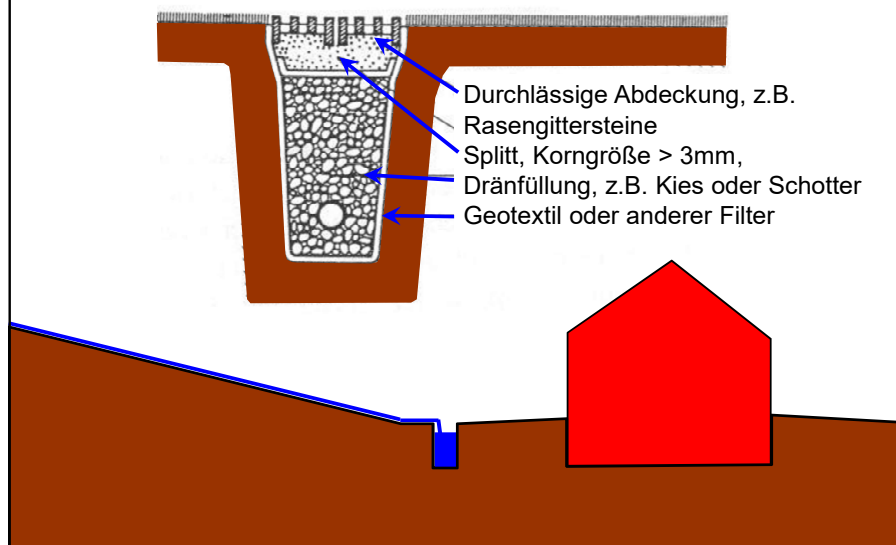 Durchlässige Abdeckung, z.B.
Rasengittersteine
Splitt, Korngröße > 3mm,
Dränfüllung, z.B. Kies oder Schotter
Geotextil oder anderer Filter